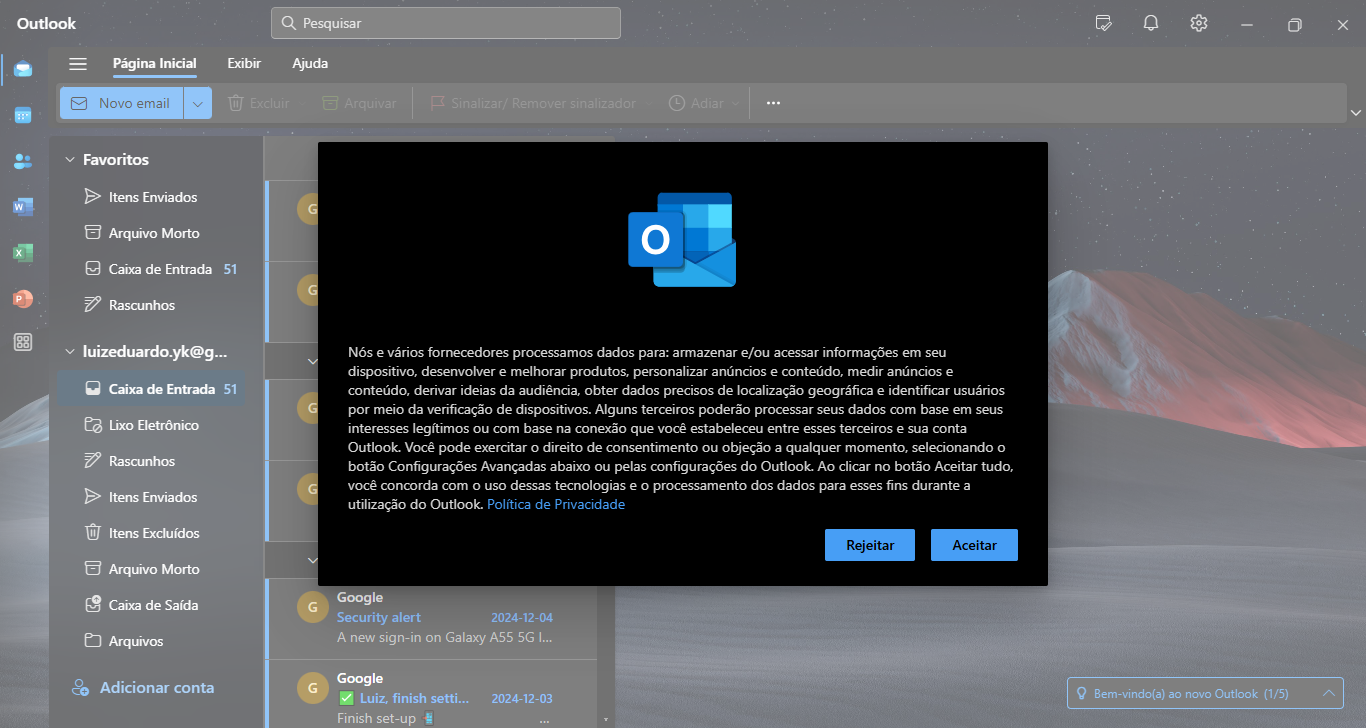 Outlook
Pesquisar
Página Inicial
Exibir
Ajuda
Novo email
Excluir
Arquivar
Sinalizar/ Remover sinalizador
Adiar
Favoritos
Itens Enviados
Arquivo Morto
Caixa de Entrada 51
Rascunhos
luizeduardo.yk@g...
Caixa de Entrada 51
Lixo Eletrônico
Rascunhos
Itens Enviados
Itens Excluídos
Arquivo Morto
Caixa de Saída
Arquivos
Adicionar conta
G
G
G
G
O
Nós e vários fornecedores processamos dados para: armazenar e/ou acessar informações em seu
dispositivo, desenvolver e melhorar produtos, personalizar anúncios e conteúdo, medir anúncios e
conteúdo, derivar ideias da audiência, obter dados precisos de localização geográfica e identificar usuários
por meio da verificação de dispositivos. Alguns terceiros poderão processar seus dados com base em seus
interesses legítimos ou com base na conexão que você estabeleceu entre esses terceiros e sua conta
Outlook. Você pode exercitar o direito de consentimento ou objeção a qualquer momento, selecionando o
botão Configurações Avançadas abaixo ou pelas configurações do Outlook. Ao clicar no botão Aceitar tudo,
você concorda com o uso dessas tecnologias e o processamento dos dados para esses fins durante a
utilização do Outlook. Política de Privacidade
Rejeitar
Aceitar
G
Google
Security alert 2024-12-04
A new sign-in on Galaxy A55 5G l...
G
Google
✅ Luiz, finish setti... 2024-12-03
Finish set-up 📲 ...
Bem-vindo(a) ao novo Outlook (1/5)